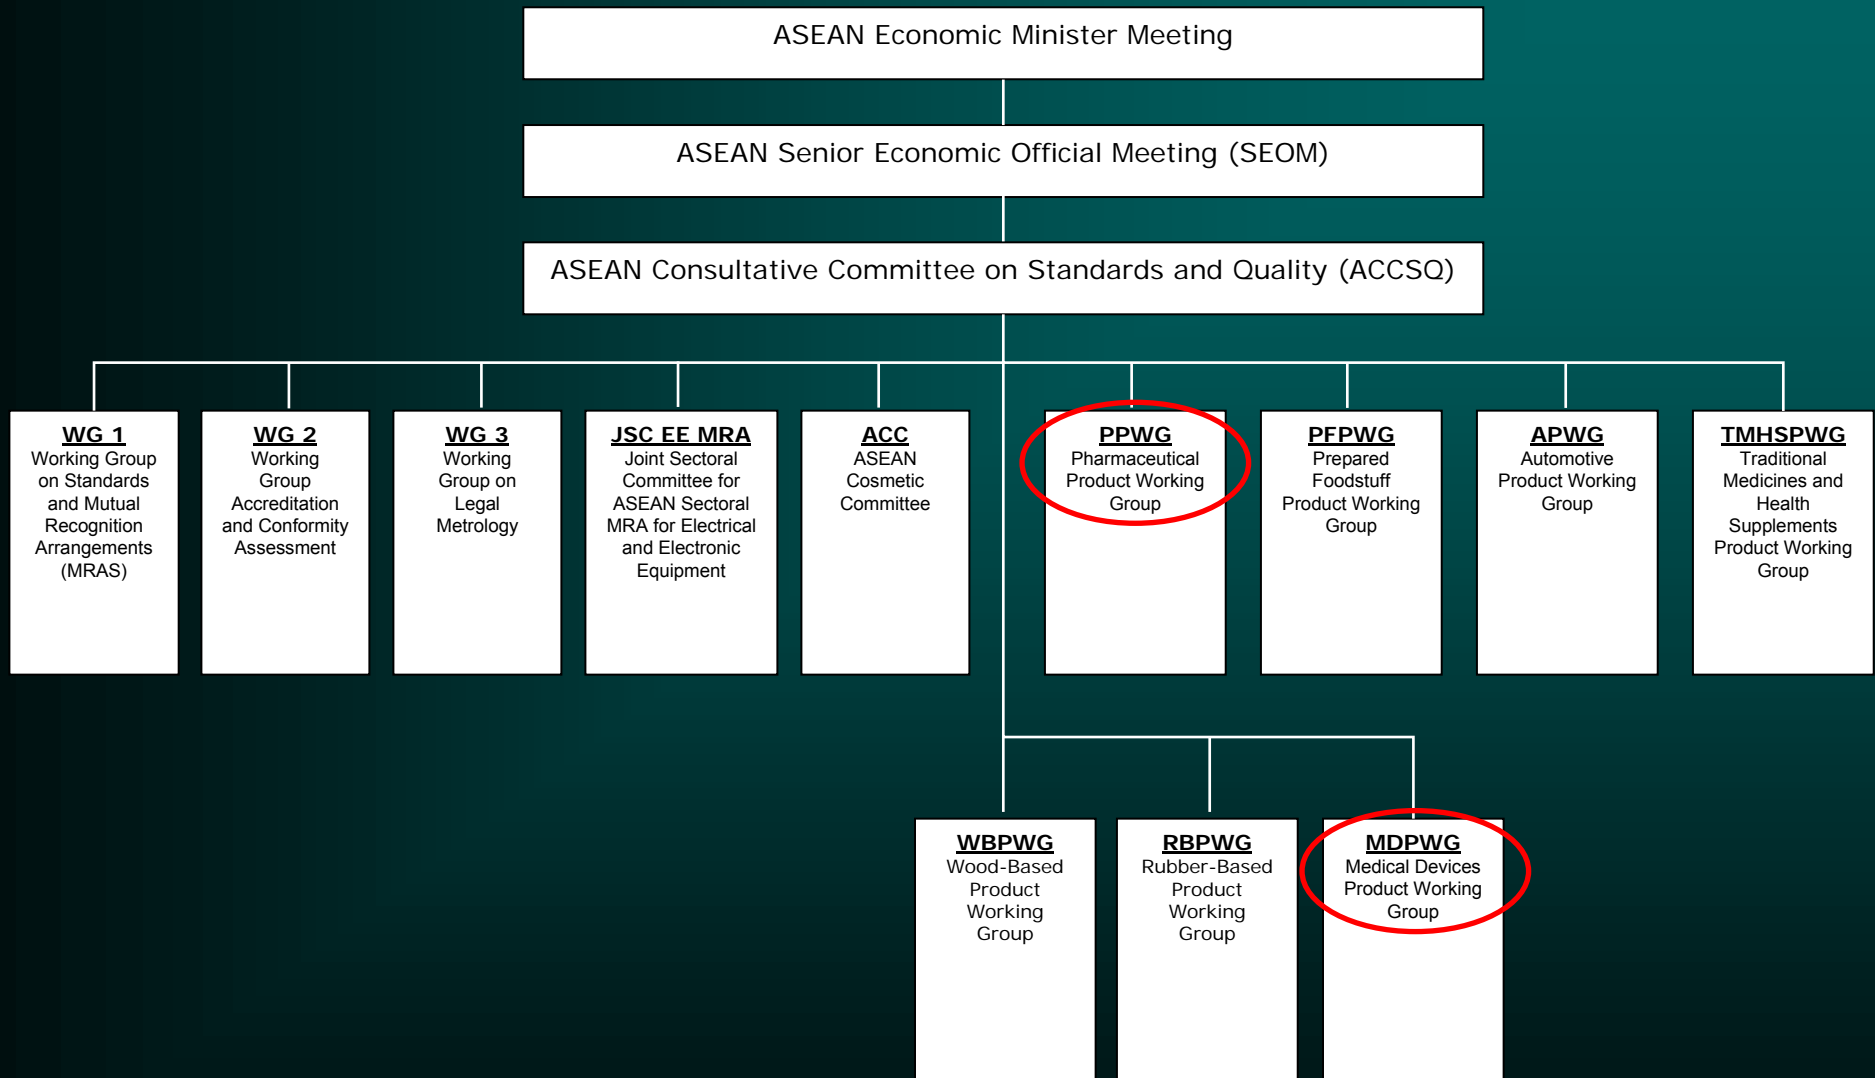 ASEAN Economic Minister Meeting
ASEAN Senior Economic Official Meeting (SEOM)
ASEAN Consultative Committee on Standards and Quality (ACCSQ)
WG 1
Working Group
on Standards
and Mutual
Recognition
Arrangements
(MRAS)
WG 2
Working
Group
Accreditation
and Conformity
Assessment
WG 3
Working
Group on
Legal
Metrology
JSC EE MRA
Joint Sectoral
Committee for
ASEAN Sectoral
MRA for Electrical
and Electronic
Equipment
ACC
ASEAN
Cosmetic
Committee
PPWG
Pharmaceutical
Product Working
Group
PFPWG
Prepared
Foodstuff
Product Working
Group
APWG
Automotive
Product Working
Group
TMHSPWG
Traditional
Medicines and
Health
Supplements
Product Working
Group
WBPWG
Wood-Based
Product
Working
Group
RBPWG
Rubber-Based
Product
Working
Group
MDPWG
Medical Devices
Product Working
Group